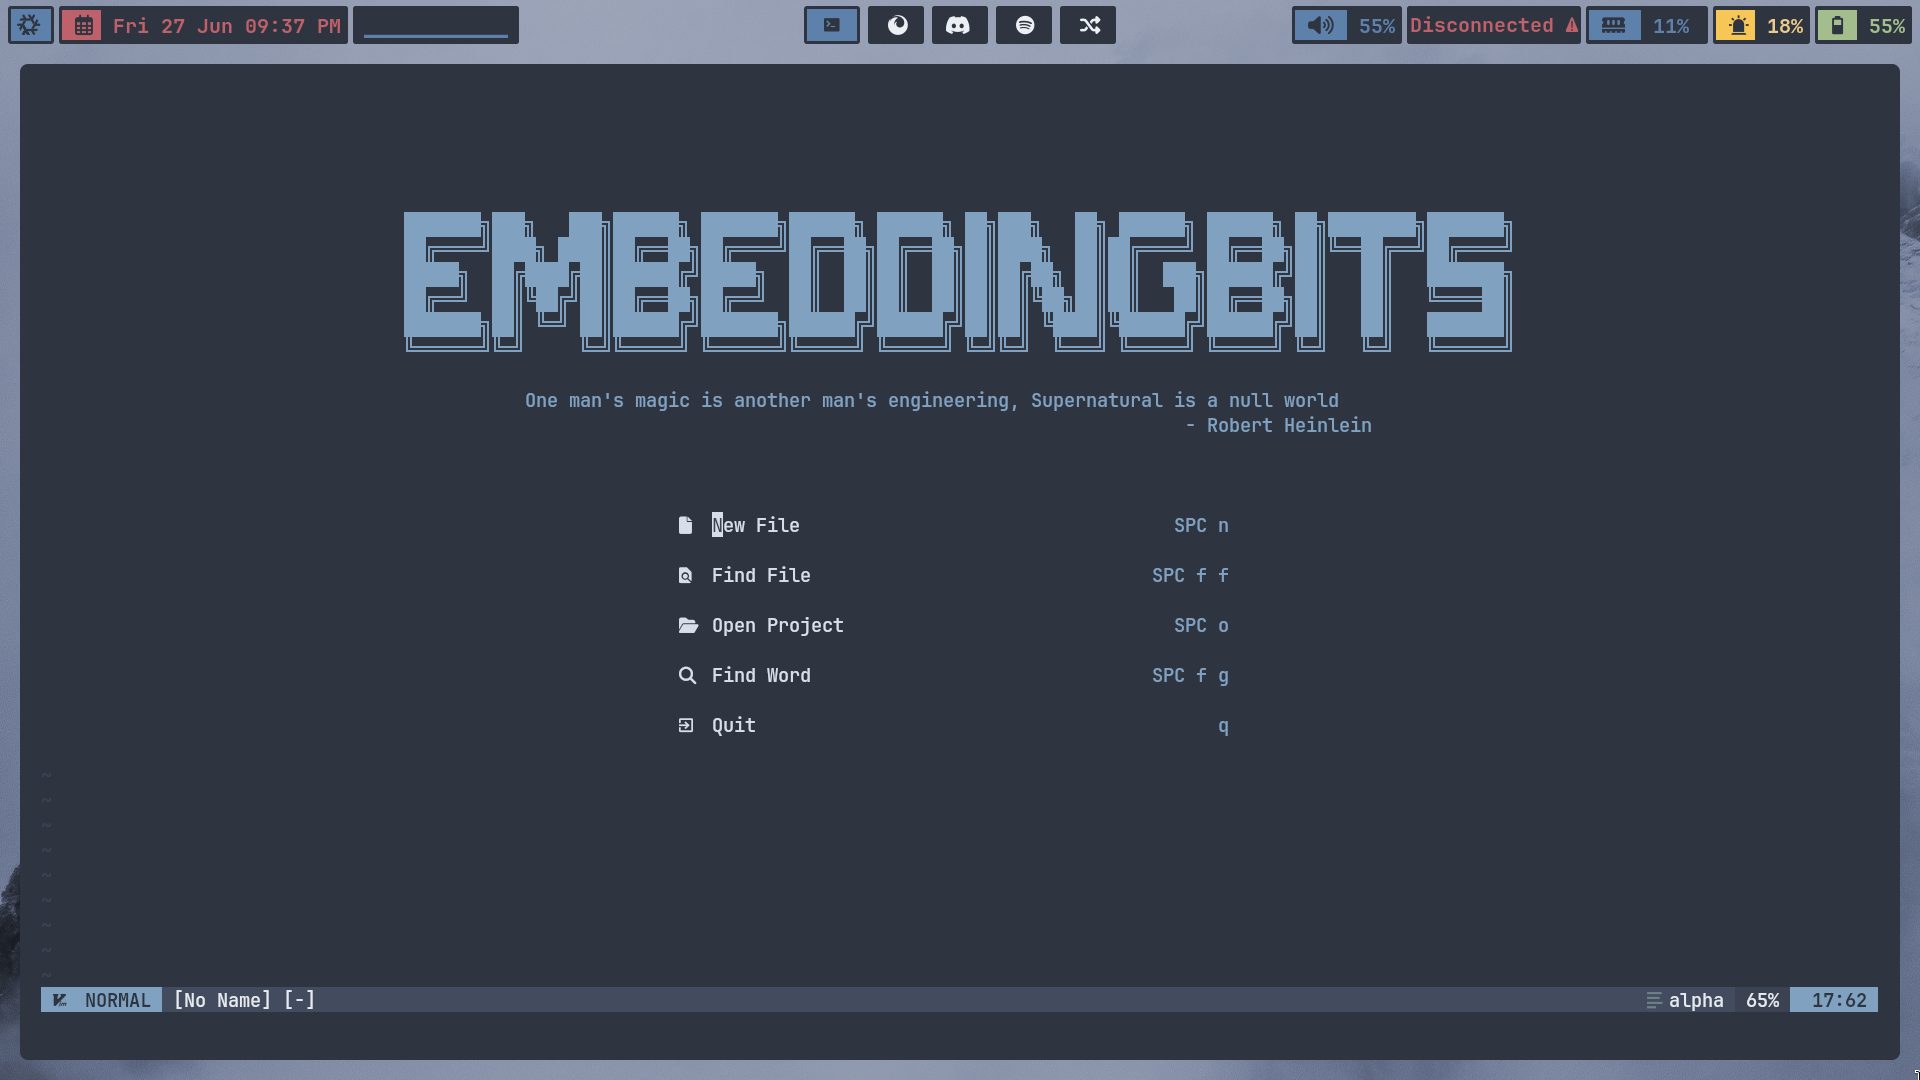 Fri 27 Jun 09:37 PM
55%
Disconnected
11%
18%
55%
EMBEDDINGBITS
One man's magic is another man's engineering, Supernatural is a null world
- Robert Heinlein
New File SPC n
Find File SPC f f
Open Project SPC o
Find Word SPC f g
Quit q
~
~
~
~
~
~
~
~
~
NORMAL [No Name] [-] alpha 65% 17:62